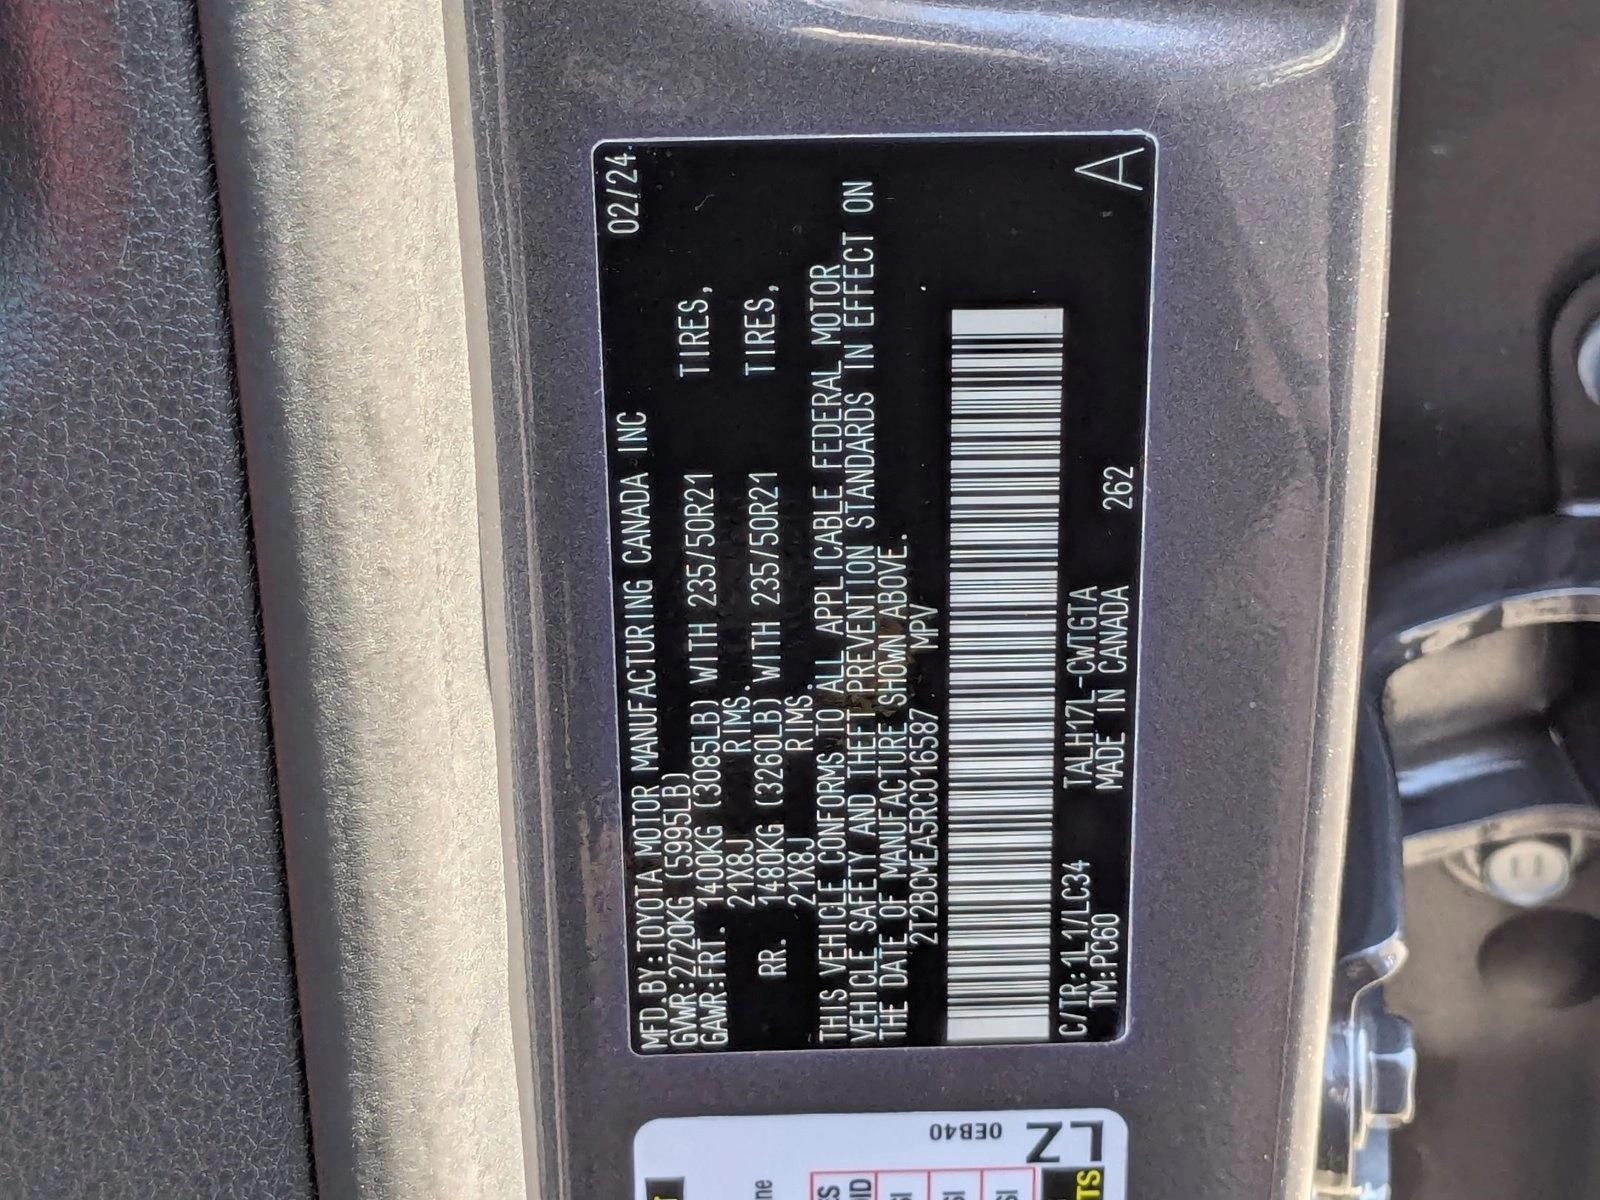 MFD.BY:TOYOTA MOTOR MANUFACTURING CANADA INC 02/24
GVWR:2720KG (5995LB)
GAWR:FRT. 1400KG (3085LB) WITH 235/50R21 TIRES,
21X8J RIMS.
RR. 1480KG (3260LB) WITH 235/50R21 TIRES,
21X8J RIMS.
THIS VEHICLE CONFORMS TO ALL APPLICABLE FEDERAL MOTOR
VEHICLE SAFETY AND THEFT PREVENTION STANDARDS IN EFFECT ON
THE DATE OF MANUFACTURE SHOWN ABOVE.
2T2BCMEA5RC016587 MPV
C/TR:1L1/LC34 TALH17L-CWTGTA
TM:PC60 MADE IN CANADA 262
A
LZ
0EB40